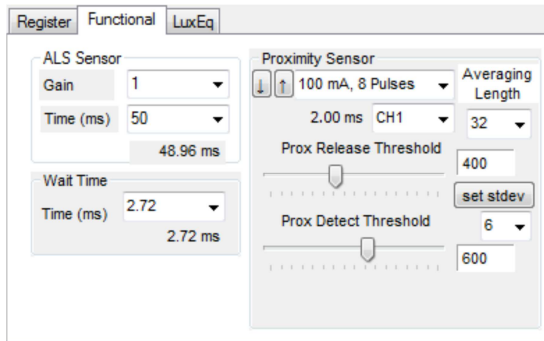 Register Functional LuxEq
ALS Sensor
Gain 1
Time (ms) 50
48.96 ms
Wait Time
Time (ms) 2.72
2.72 ms
Proximity Sensor
↓ ↑ 100 mA, 8 Pulses
Averaging
Length
2.00 ms CH1
32
Prox Release Threshold
400
set stdev
Prox Detect Threshold
6
600